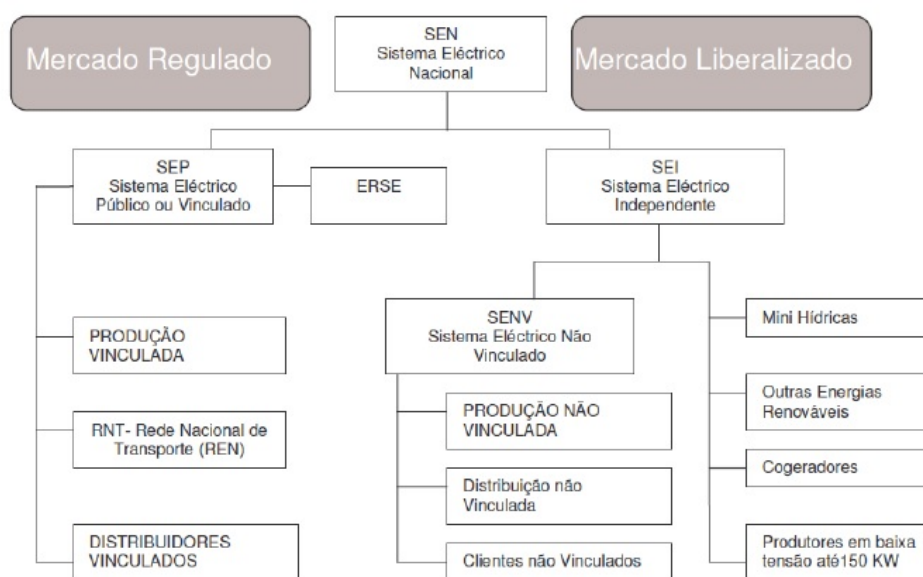 Mercado Regulado
SEN
Sistema Eléctrico
Nacional
Mercado Liberalizado
SEP
Sistema Eléctrico
Público ou Vinculado
ERSE
SEI
Sistema Eléctrico
Independente
PRODUÇÃO
VINCULADA
RNT- Rede Nacional de
Transporte (REN)
DISTRIBUIDORES
VINCULADOS
SENV
Sistema Eléctrico Não
Vinculado
PRODUÇÃO NÃO
VINCULADA
Distribuição não
Vinculada
Clientes não Vinculados
Mini Hídricas
Outras Energias
Renováveis
Cogeradores
Produtores em baixa
tensão até150 KW